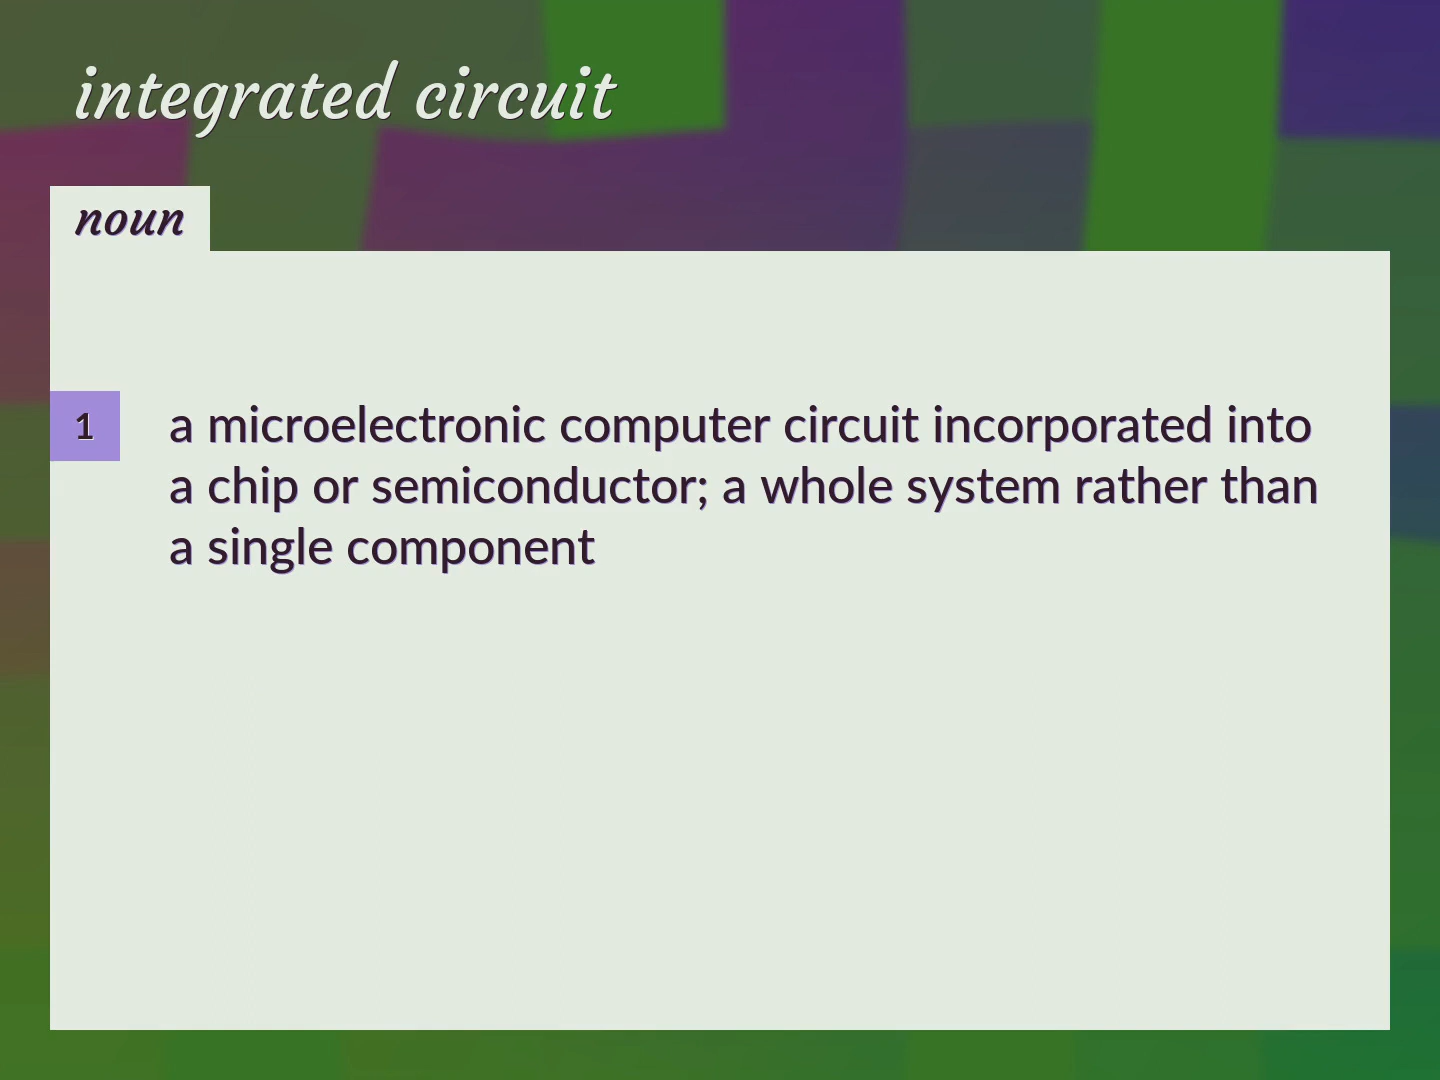 integrated circuit
noun
1
a microelectronic computer circuit incorporated into
a chip or semiconductor; a whole system rather than
a single component